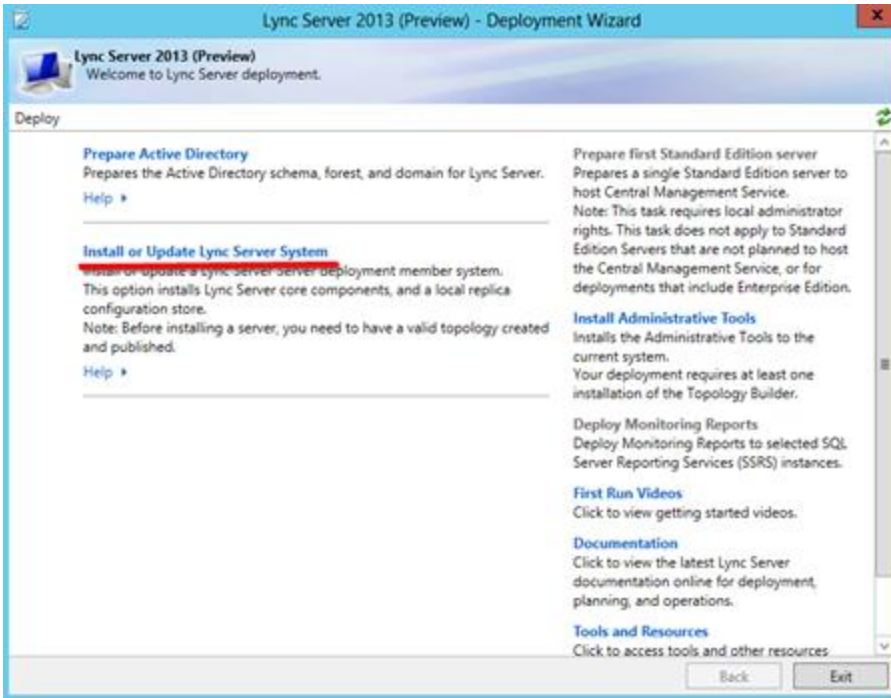 Lync Server 2013 (Preview) - Deployment Wizard
Lync Server 2013 (Preview)
Welcome to Lync Server deployment.
Deploy
Prepare Active Directory
Prepares the Active Directory schema, forest, and domain for Lync Server.
Help
Install or Update Lync Server System
Install or update a Lync Server Server deployment member system.
This option installs Lync Server core components, and a local replica
configuration store.
Note: Before installing a server, you need to have a valid topology created
and published.
Help
Prepare first Standard Edition server
Prepares a single Standard Edition server to
host Central Management Service.
Note: This task requires local administrator
rights. This task does not apply to Standard
Edition Servers that are not planned to host
the Central Management Service, or for
deployments that include Enterprise Edition.
Install Administrative Tools
Installs the Administrative Tools to the
current system.
Your deployment requires at least one
installation of the Topology Builder.
Deploy Monitoring Reports
Deploy Monitoring Reports to selected SQL
Server Reporting Services (SSRS) instances.
First Run Videos
Click to view getting started videos.
Documentation
Click to view the latest Lync Server
documentation online for deployment,
planning, and operations.
Tools and Resources
Click to access tools and other resources
Back
Exit